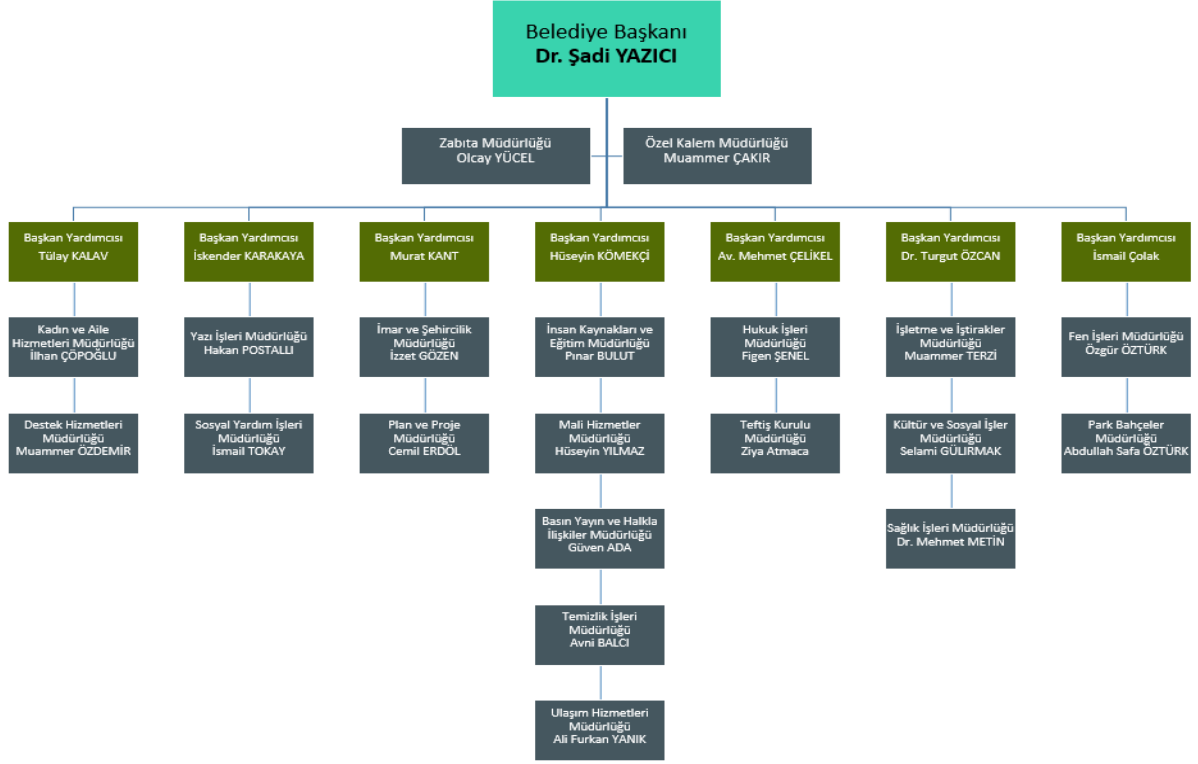 Belediye Başkanı
Dr. Şadi YAZICI
Zabıta Müdürlüğü
Olcay YÜCEL
Özel Kalem Müdürlüğü
Muammer ÇAKIR
Başkan Yardımcısı
Tülay KALAV
Başkan Yardımcısı
İskender KARAKAYA
Başkan Yardımcısı
Murat KANT
Başkan Yardımcısı
Hüseyin KÖMEKÇİ
Başkan Yardımcısı
Av. Mehmet ÇELİKEL
Başkan Yardımcısı
Dr. Turgut ÖZCAN
Başkan Yardımcısı
İsmail Çolak
Kadın ve Aile
Hizmetleri Müdürlüğü
İlhan ÇÖPOĞLU
Yazı İşleri Müdürlüğü
Hakan POSTALLI
İmar ve Şehircilik
Müdürlüğü
İzzet GÖZEN
İnsan Kaynakları ve
Eğitim Müdürlüğü
Pınar BULUT
Hukuk İşleri
Müdürlüğü
Figen ŞENEL
İşletme ve İştirakler
Müdürlüğü
Muammer TERZİ
Fen İşleri Müdürlüğü
Özgür ÖZTÜRK
Destek Hizmetleri
Müdürlüğü
Muammer ÖZDEMİR
Sosyal Yardım İşleri
Müdürlüğü
İsmail TOKAY
Plan ve Proje
Müdürlüğü
Cemil ERDÖL
Mali Hizmetler
Müdürlüğü
Hüseyin YILMAZ
Teftiş Kurulu
Müdürlüğü
Ziya Atmaca
Kültür ve Sosyal İşler
Müdürlüğü
Selami GÜLIRMAK
Park Bahçeler
Müdürlüğü
Abdullah Safa ÖZTÜRK
Basın Yayın ve Halkla
İlişkiler Müdürlüğü
Güven ADA
Sağlık İşleri Müdürlüğü
Dr. Mehmet METİN
Temizlik İşleri
Müdürlüğü
Avni BALCI
Ulaşım Hizmetleri
Müdürlüğü
Ali Furkan YANIK